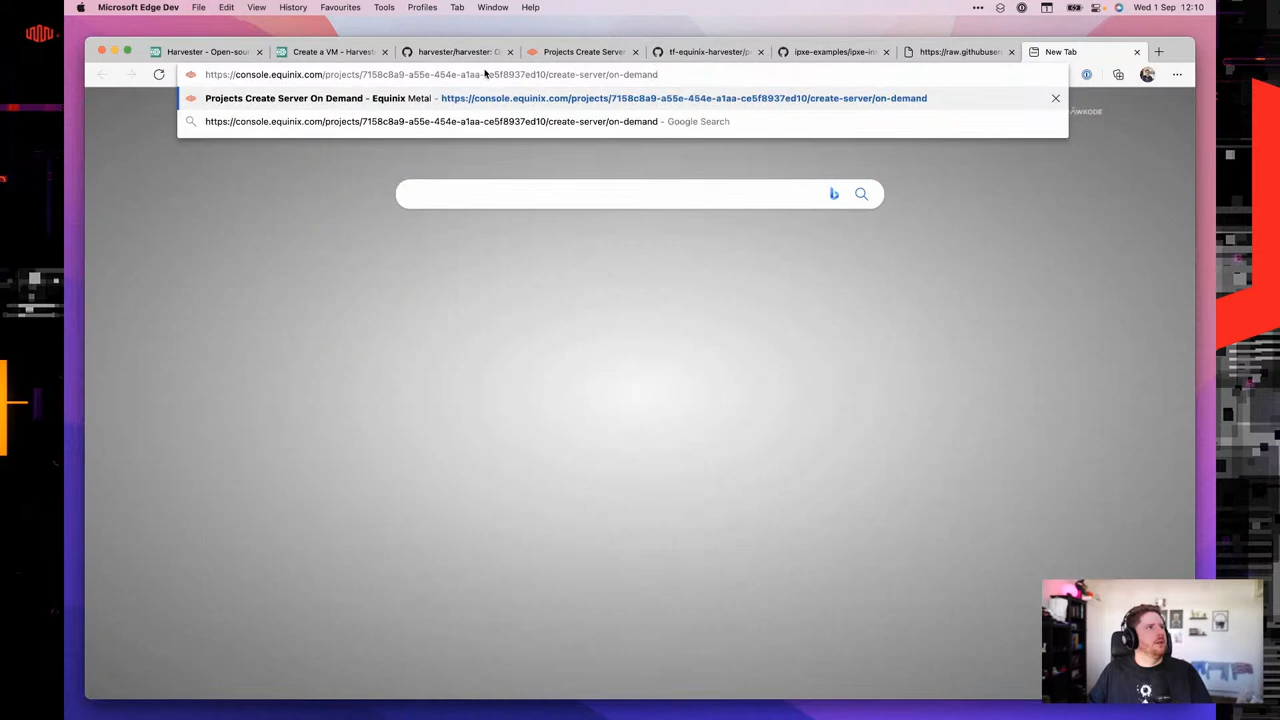 Microsoft Edge Dev File Edit View History Favourites Tools Profiles Tab Window Help Wed 1 Sep 12:10
Harvester - Open-sou
Create a VM - Harvest
harvester/harvester: O
Projects Create Server
tf-equinix-harvester/p
ipxe-examples/ipxe-in
https://raw.githubuser
New Tab
https://console.equinix.com/projects/7158c8a9-a55e-454e-a1aa-ce5f8937ed10/create-server/on-demand
Projects Create Server On Demand - Equinix Metal - https://console.equinix.com/projects/7158c8a9-a55e-454e-a1aa-ce5f8937ed10/create-server/on-demand
https://console.equinix.com/projects/7158c8a9-a55e-454e-a1aa-ce5f8937ed10/create-server/on-demand - Google Search